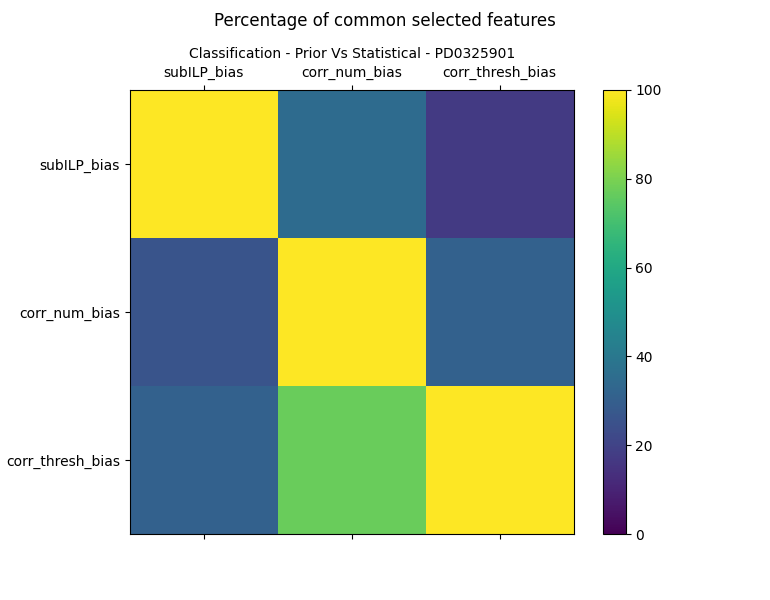 Percentage of common selected features
Classification - Prior Vs Statistical - PD0325901
subILP_bias corr_num_bias corr_thresh_bias
subILP_bias
corr_num_bias
corr_thresh_bias
100
80
60
40
20
0